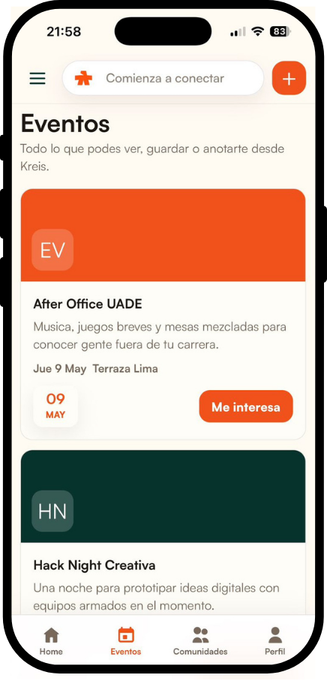 21:58
83
Comienza a conectar
Eventos
Todo lo que podes ver, guardar o anotarte desde
Kreis.
EV
After Office UADE
Musica, juegos breves y mesas mezcladas para
conocer gente fuera de tu carrera.
Jue 9 May Terraza Lima
09
MAY
Me interesa
HN
Hack Night Creativa
Una noche para prototipar ideas digitales con
equipos armados en el momento.
Home
Eventos
Comunidades
Perfil